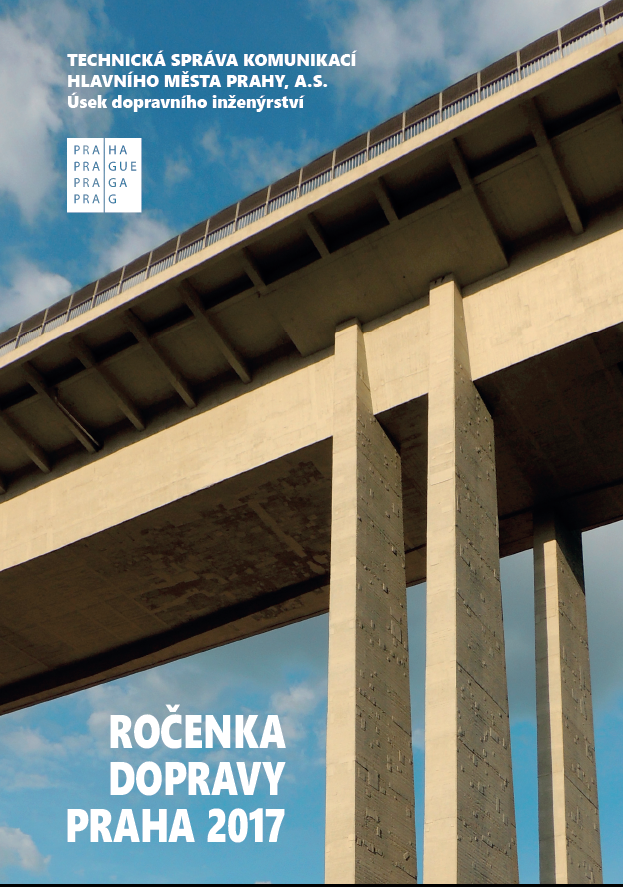 TECHNICKÁ SPRÁVA KOMUNIKACÍ
HLAVNÍHO MĚSTA PRAHY, A.S.
Úsek dopravního inženýrství
PRA HA
PRA GUE
PRA GA
PRA G
ROČENKA
DOPRAVY
PRAHA 2017